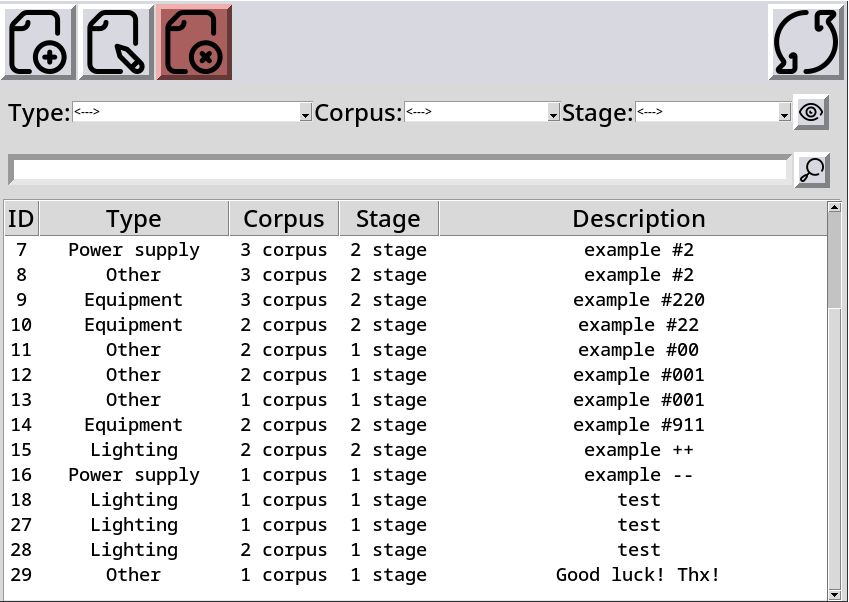 Type: <---> Corpus: <---> Stage: <--->
ID Type Corpus Stage Description
7 Power supply 3 corpus 2 stage example #2
8 Other 3 corpus 2 stage example #2
9 Equipment 3 corpus 2 stage example #220
10 Equipment 2 corpus 2 stage example #22
11 Other 2 corpus 1 stage example #00
12 Other 2 corpus 1 stage example #001
13 Other 1 corpus 1 stage example #001
14 Equipment 2 corpus 2 stage example #911
15 Lighting 2 corpus 2 stage example ++
16 Power supply 1 corpus 1 stage example --
18 Lighting 1 corpus 1 stage test
27 Lighting 1 corpus 1 stage test
28 Lighting 2 corpus 1 stage test
29 Other 1 corpus 1 stage Good luck! Thx!